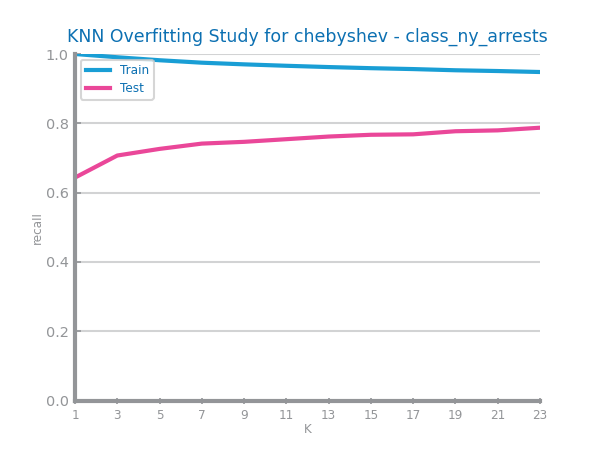 KNN Overfitting Study for chebyshev - class_ny_arrests
1.0
Train
Test
0.8
0.6
recall
0.4
0.2
0.0
1 3 5 7 9 11 13 15 17 19 21 23
K